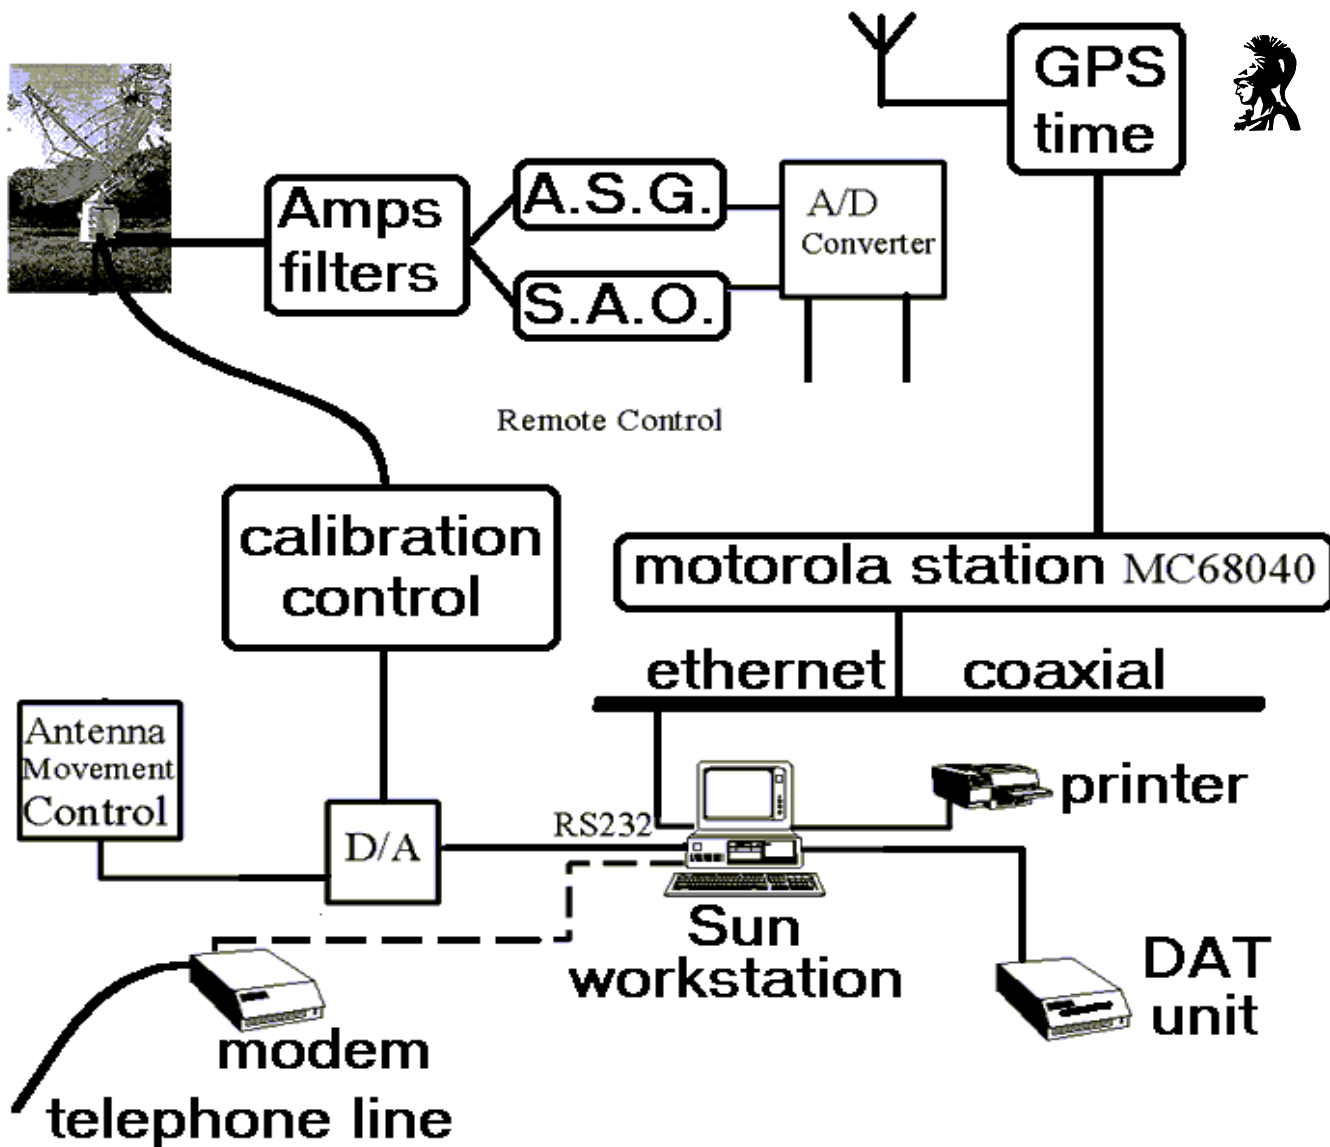 GPS
time
Amps
filters
A.S.G.
S.A.O.
A/D
Converter
Remote Control
calibration
control
motorola station MC68040
ethernet coaxial
Antenna
Movement
Control
D/A
RS232
printer
Sun
workstation
DAT
unit
modem
telephone line